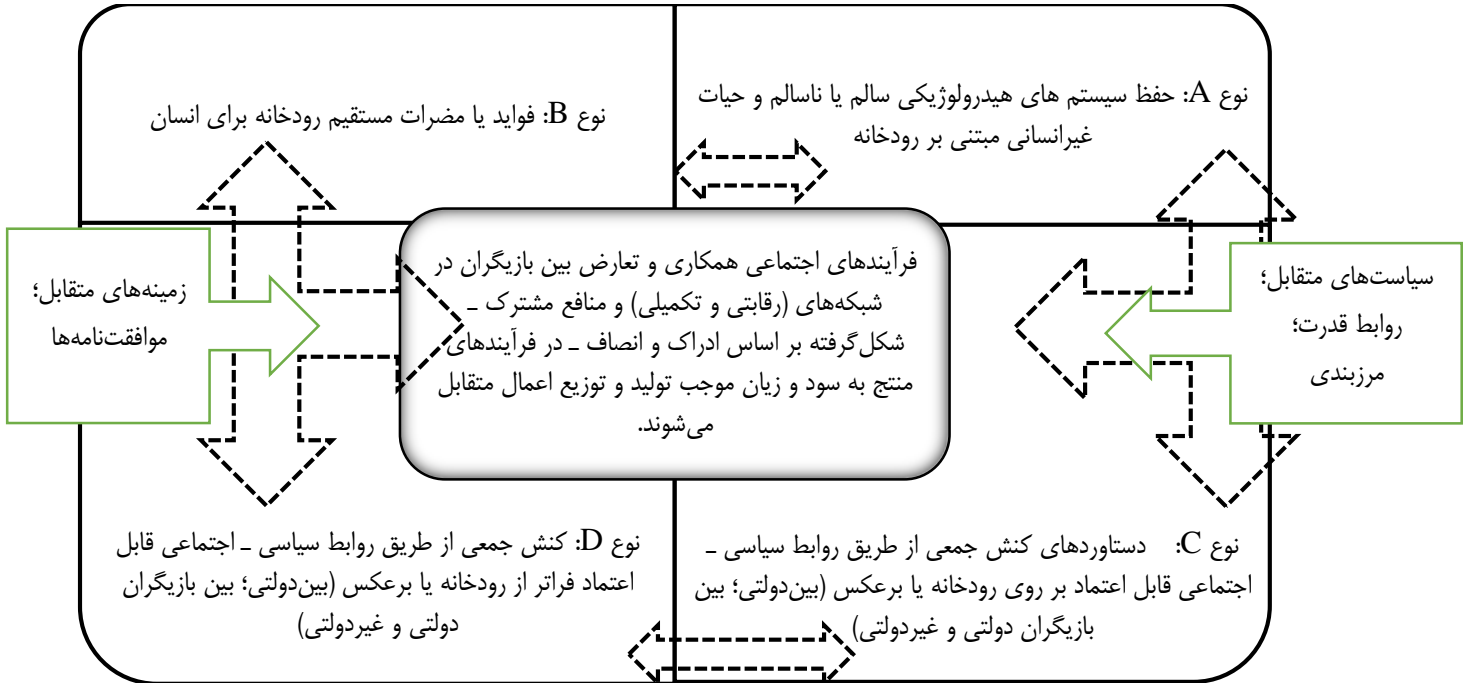 نوع A: حفظ سیستم های هیدرولوژیکی سالم یا ناسالم و حیات
غیرانسانی مبتنی بر رودخانه
نوع B: فواید یا مضرات مستقیم رودخانه برای انسان
سیاست‌های متقابل؛
روابط قدرت؛
مرزبندی
فرآیندهای اجتماعی همکاری و تعارض بین بازیگران در
شبکه‌های (رقابتی و تکمیلی) و منافع مشترک ـ
شکل‌گرفته بر اساس ادراک و انصاف ـ در فرآیندهای
منتج به سود و زیان موجب تولید و توزیع اعمال متقابل
می‌شوند.
زمینه‌های متقابل؛
موافقت‌نامه‌ها
نوع C: دستاوردهای کنش جمعی از طریق روابط سیاسی ـ
اجتماعی قابل اعتماد بر روی رودخانه یا برعکس (بین‌دولتی؛ بین
بازیگران دولتی و غیردولتی)
نوع D: کنش جمعی از طریق روابط سیاسی ـ اجتماعی قابل
اعتماد فراتر از رودخانه یا برعکس (بین‌دولتی؛ بین بازیگران
دولتی و غیردولتی)